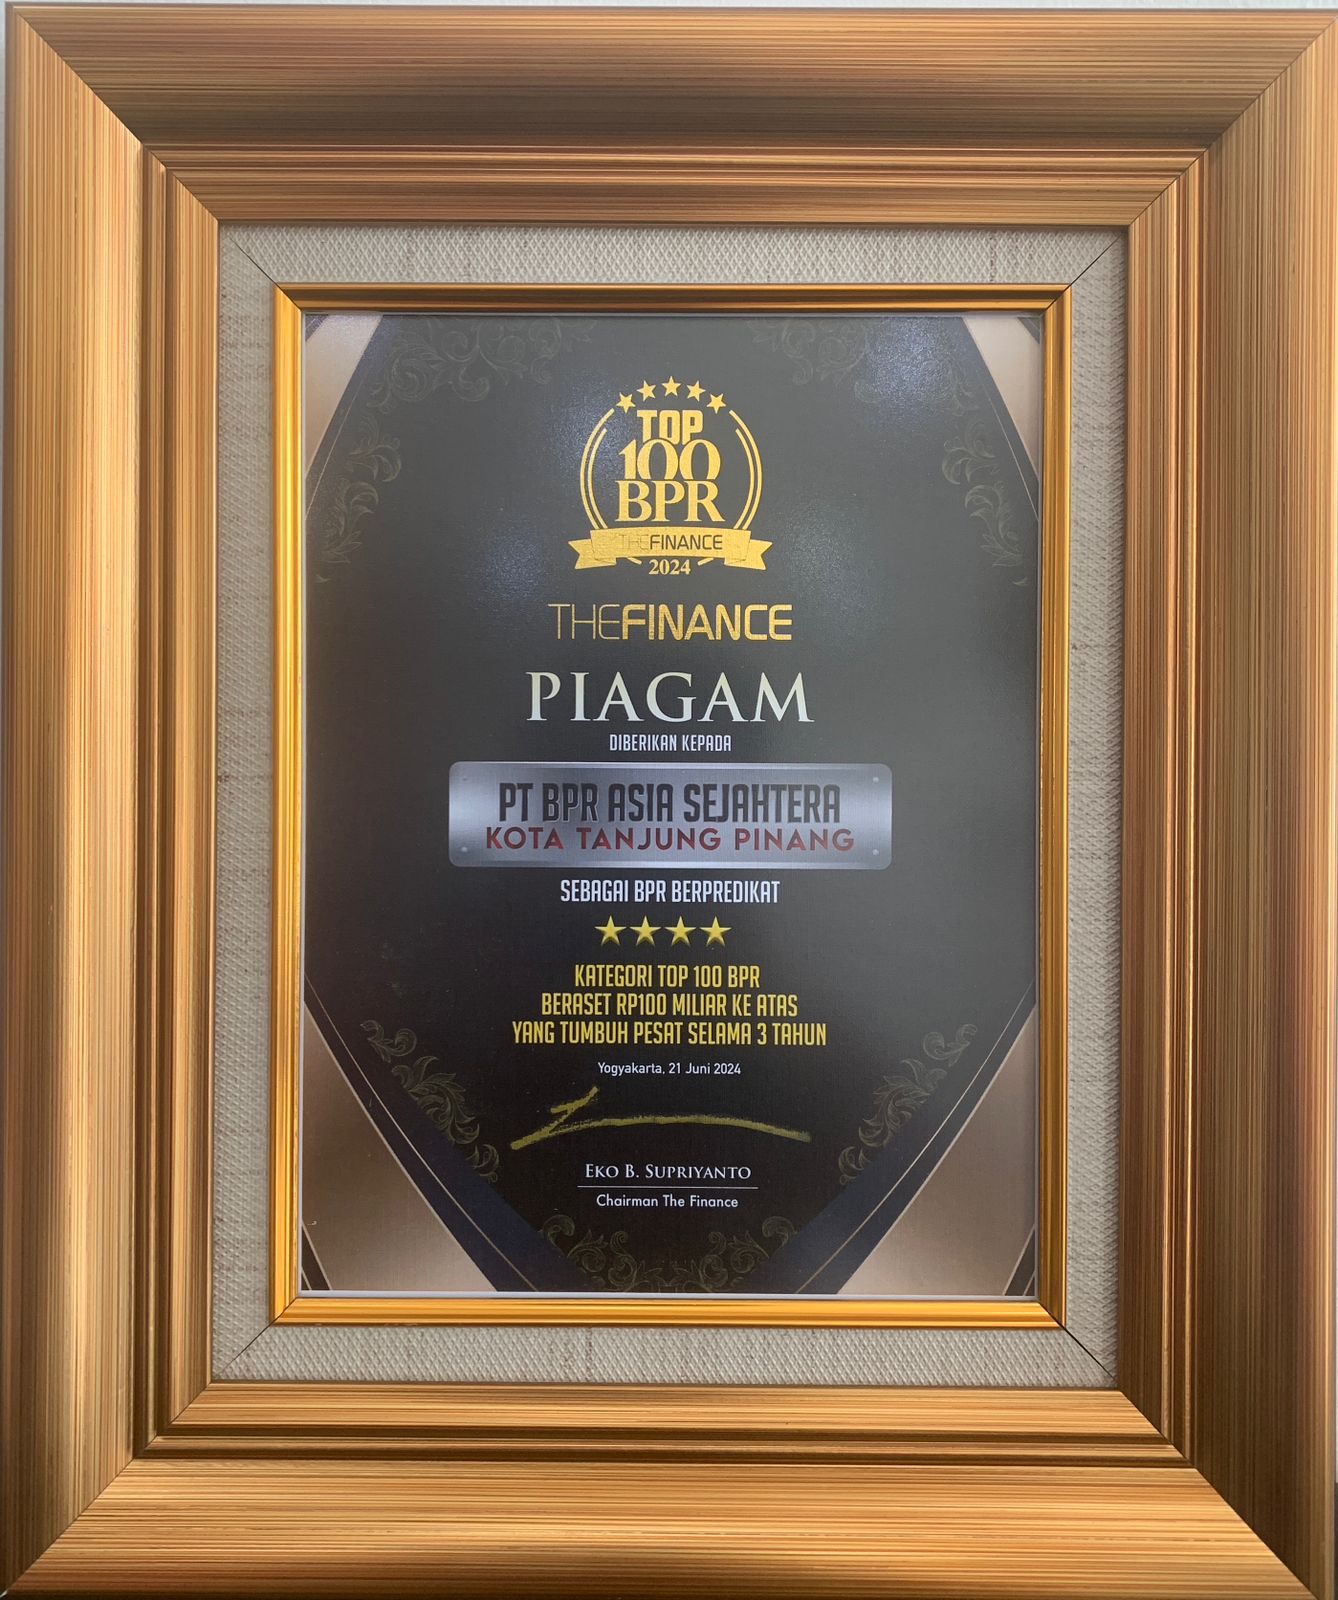 TOP
100
BPR
THEFINANCE
2024
THEFINANCE
PIAGAM
DIBERIKAN KEPADA
PT BPR ASIA SEJAHTERA
KOTA TANJUNG PINANG
SEBAGAI BPR BERPREDIKAT
KATEGORI TOP 100 BPR
BERASET RP100 MILIAR KE ATAS
YANG TUMBUH PESAT SELAMA 3 TAHUN
Yogyakarta, 21 Juni 2024
EKO B. SUPRIYANTO
Chairman The Finance